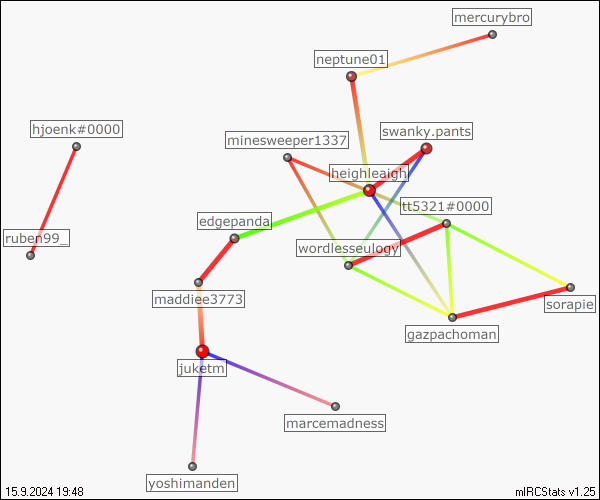 mercurybro
neptune01
hjoenk#0000
swanky.pants
minesweeper1337
heighleaigh
tt5321#0000
edgepanda
ruben99_
wordlesseulogy
maddiee3773
sorapie
gazpachoman
juketm
marcemadness
yoshimanden
15.9.2024 19:48
mIRCStats v1.25